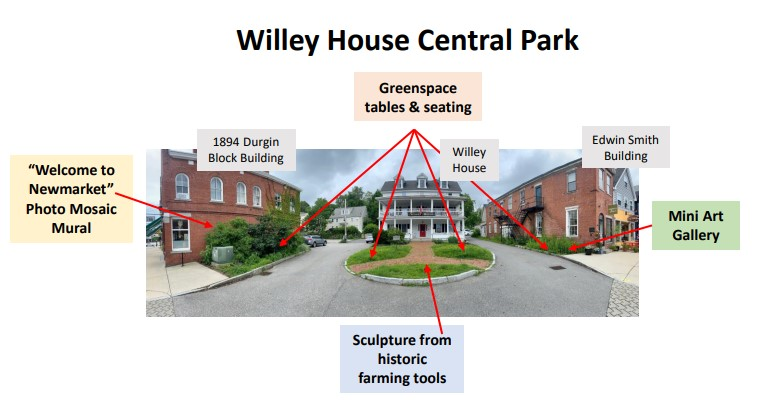 Willey House Central Park
Greenspace
tables & seating
1894 Durgin
Block Building
Willey
House
Edwin Smith
Building
“Welcome to
Newmarket”
Photo Mosaic
Mural
Mini Art
Gallery
Sculpture from
historic
farming tools